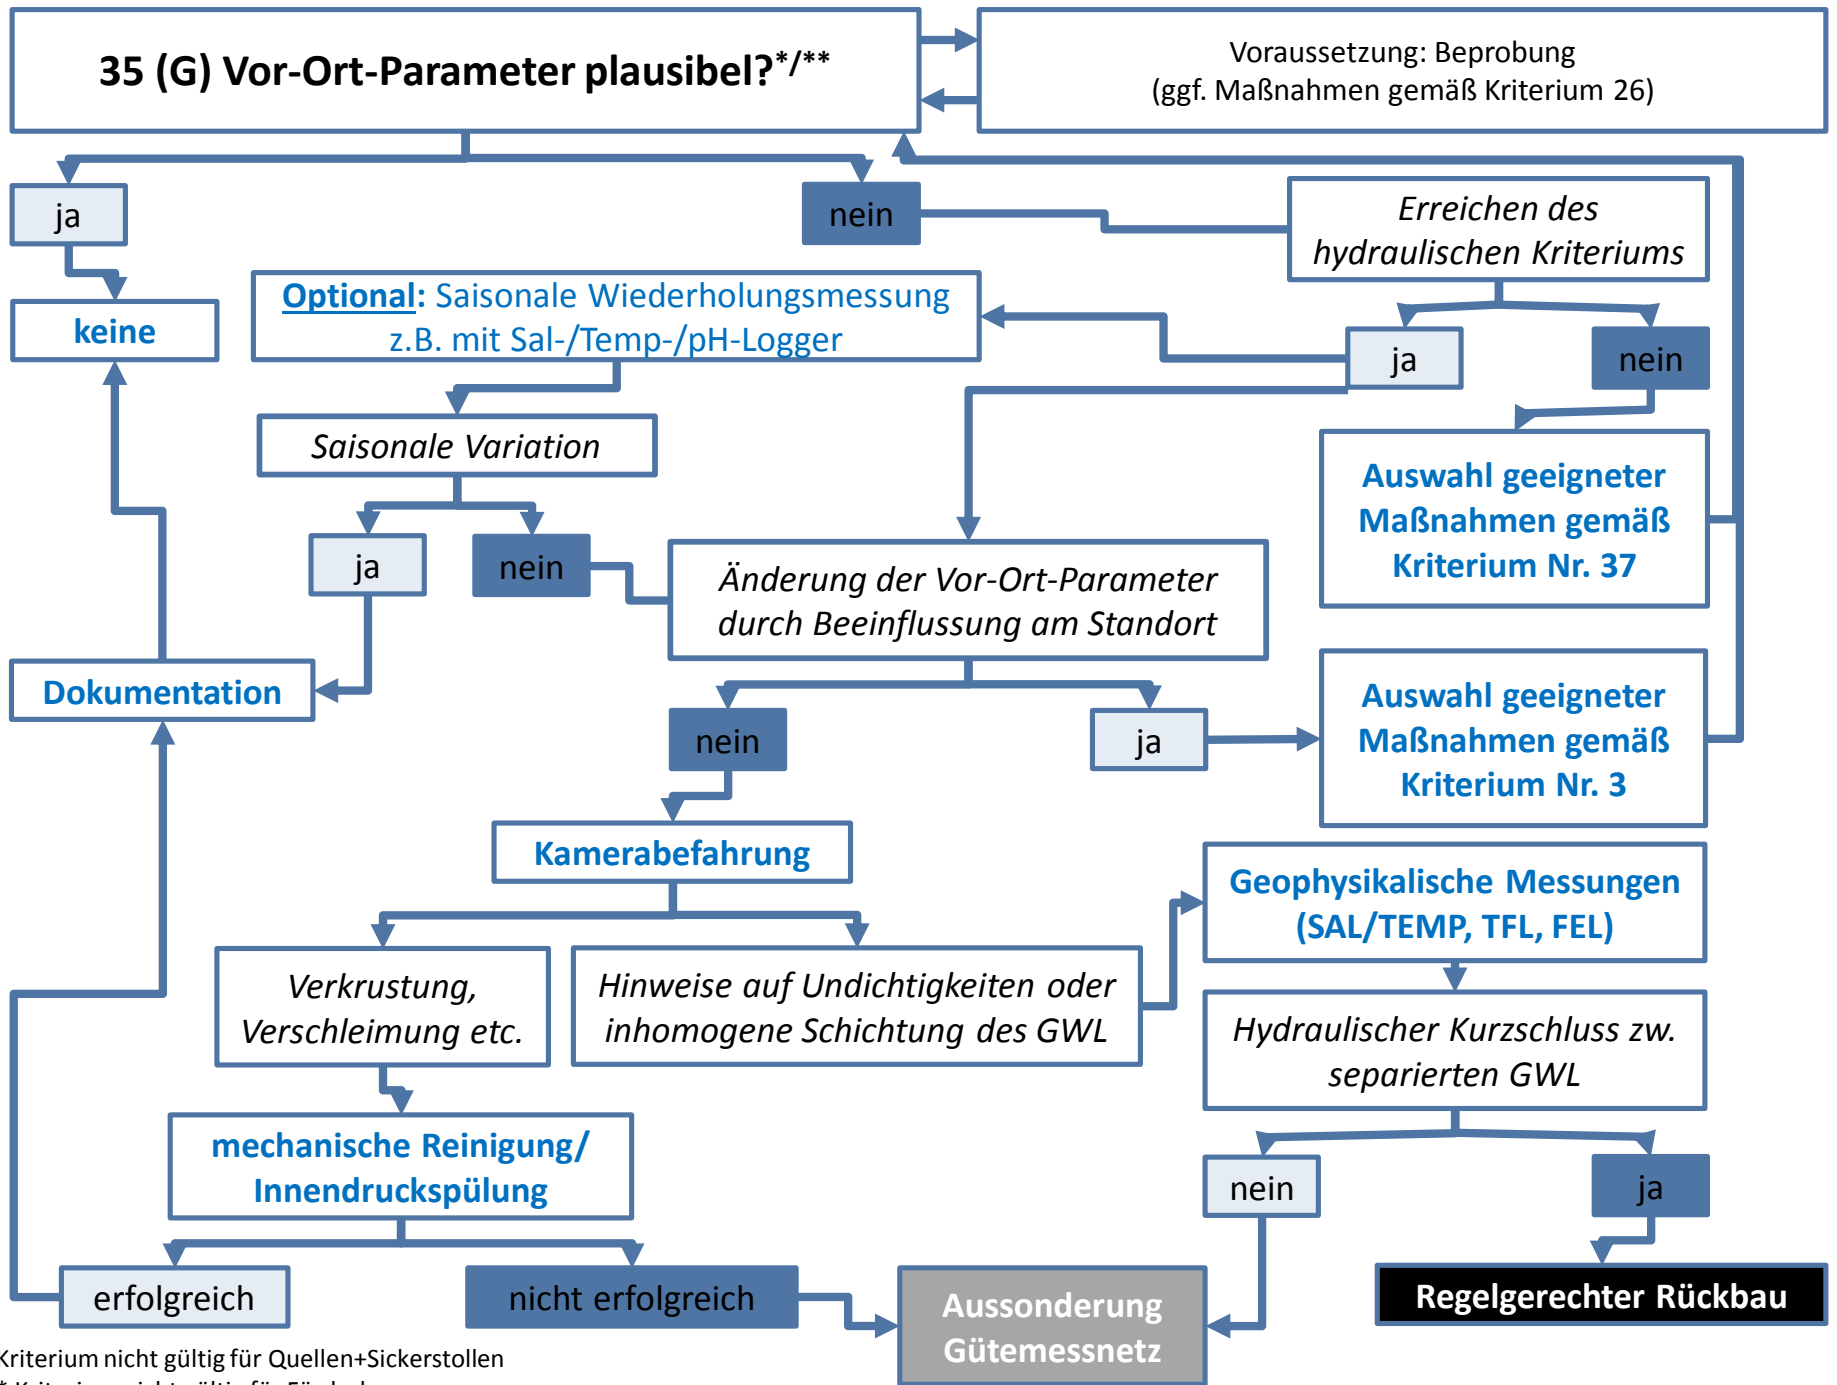 35 (G) Vor-Ort-Parameter plausibel?*/**
Voraussetzung: Beprobung
(ggf. Maßnahmen gemäß Kriterium 26)
ja
nein
Erreichen des
hydraulischen Kriteriums
keine
Optional: Saisonale Wiederholungsmessung
z.B. mit Sal-/Temp-/pH-Logger
ja
nein
Saisonale Variation
Auswahl geeigneter
Maßnahmen gemäß
Kriterium Nr. 37
ja
nein
Änderung der Vor-Ort-Parameter
durch Beeinflussung am Standort
Dokumentation
Auswahl geeigneter
Maßnahmen gemäß
Kriterium Nr. 3
nein
ja
Kamerabefahrung
Geophysikalische Messungen
(SAL/TEMP, TFL, FEL)
Verkrustung,
Verschleimung etc.
Hinweise auf Undichtigkeiten oder
inhomogene Schichtung des GWL
Hydraulischer Kurzschluss zw.
separierten GWL
mechanische Reinigung/
Innendruckspülung
nein
ja
erfolgreich
nicht erfolgreich
Aussonderung
Gütemessnetz
Regelgerechter Rückbau
Kriterium nicht gültig für Quellen+Sickerstollen